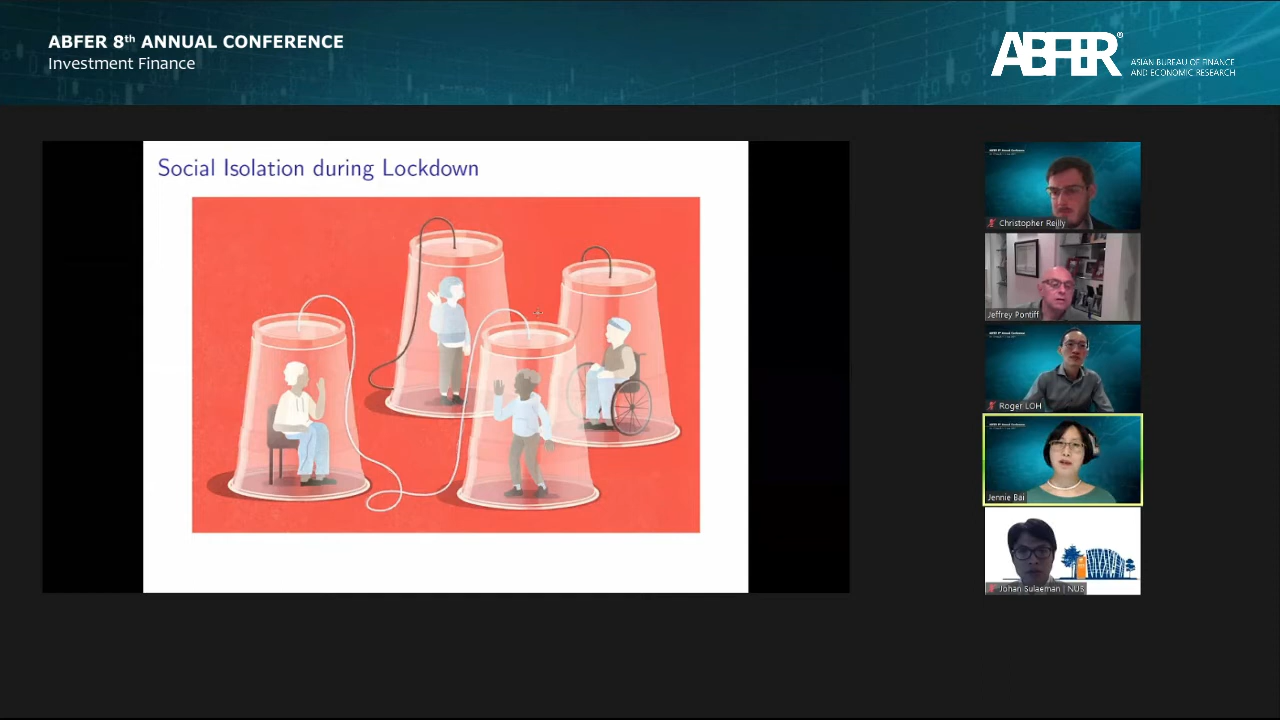 ABFER 8th ANNUAL CONFERENCE
Investment Finance
ABFER®
ASIAN BUREAU OF FINANCE
AND ECONOMIC RESEARCH
Social Isolation during Lockdown
Christopher Reilly
Jeffrey Pontiff
Roger LOH
Jennie Bai
Johan Sulaeman | NUS